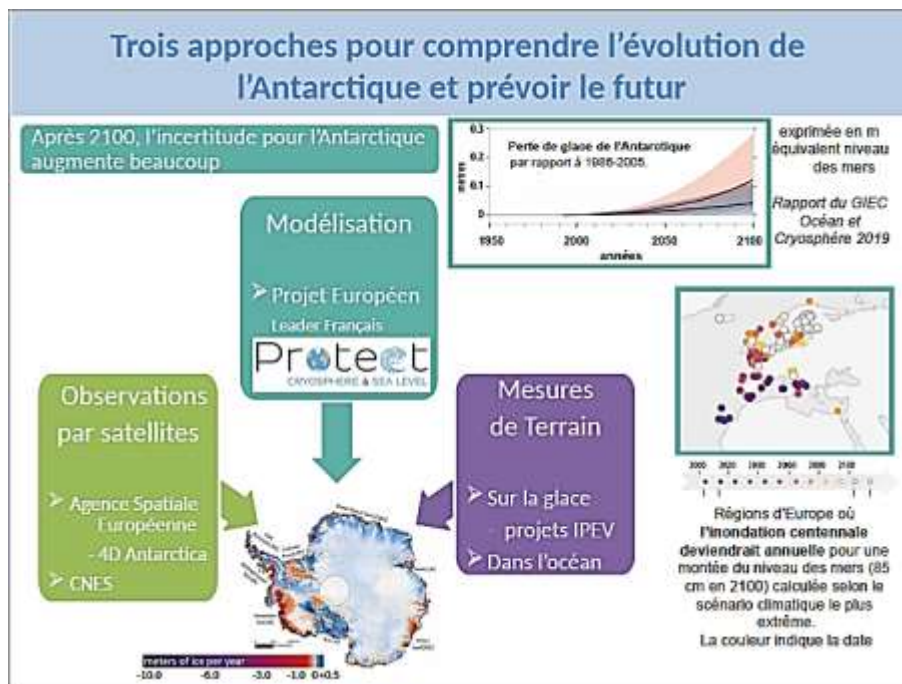 Trois approches pour comprendre l’évolution de
l’Antarctique et prévoir le futur
Après 2100, l’incertitude pour l’Antarctique
augmente beaucoup
0.3
0.2
0.1
0
metres
Perte de glace de l'Antarctique
par rapport à 1986-2005.
1950
2000
2050
2100
années
exprimée en m
équivalent niveau
des mers
Rapport du GIEC
Océan et
Cryosphère 2019
Modélisation
Projet Européen
Leader Français
Protect
CRYOSPHERE & SEA LEVEL
Observations
par satellites
Agence Spatiale
Européenne
- 4D Antarctica
CNES
Mesures
de Terrain
Sur la glace
- projets IPEV
Dans l’océan
meters of ice per year
-10.0
-6.0
-3.0
-1.0
0
+0.5
2100
Régions d'Europe où
l'inondation centennale
deviendrait annuelle pour une
montée du niveau des mers (85
cm en 2100) calculée selon le
scénario climatique le plus
extrême.
La couleur indique la date